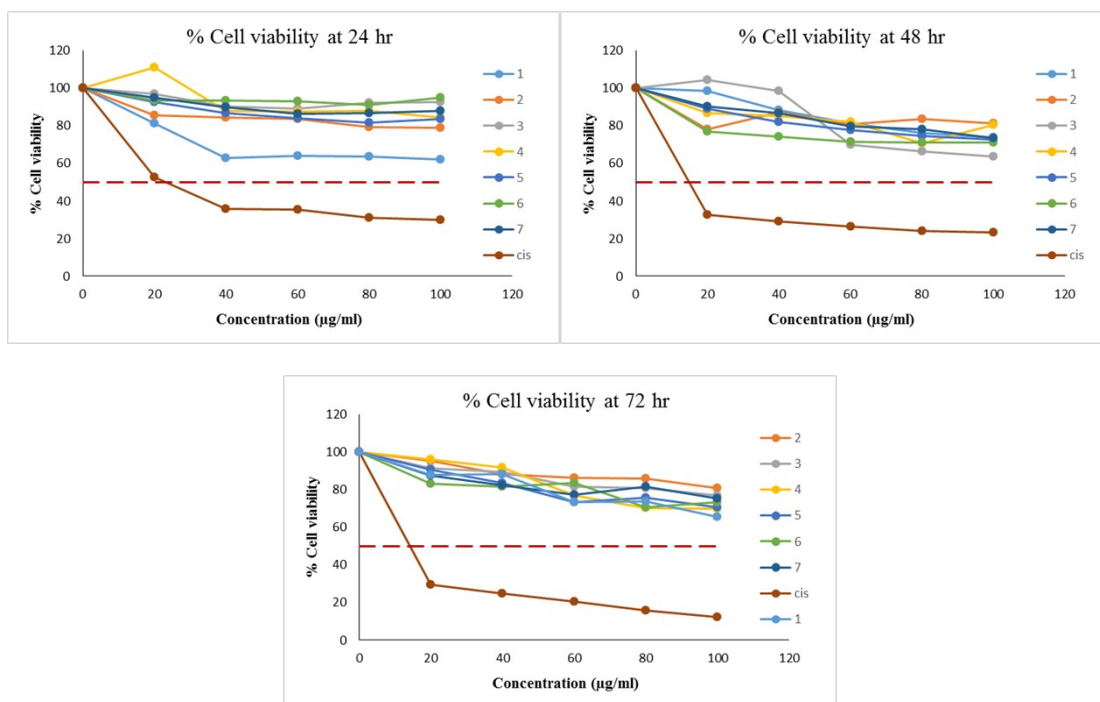 % Cell viability at 24 hr
120
100
80
60
40
20
0
% Cell viability
0 20 40 60 80 100 120
Concentration (µg/ml)
1
2
3
4
5
6
7
cis
% Cell viability at 48 hr
120
100
80
60
40
20
0
% Cell viability
0 20 40 60 80 100 120
Concentration (µg/ml)
1
2
3
4
5
6
7
cis
% Cell viability at 72 hr
120
100
80
60
40
20
0
% Cell viability
0 20 40 60 80 100 120
Concentration (µg/ml)
2
3
4
5
6
7
cis
1